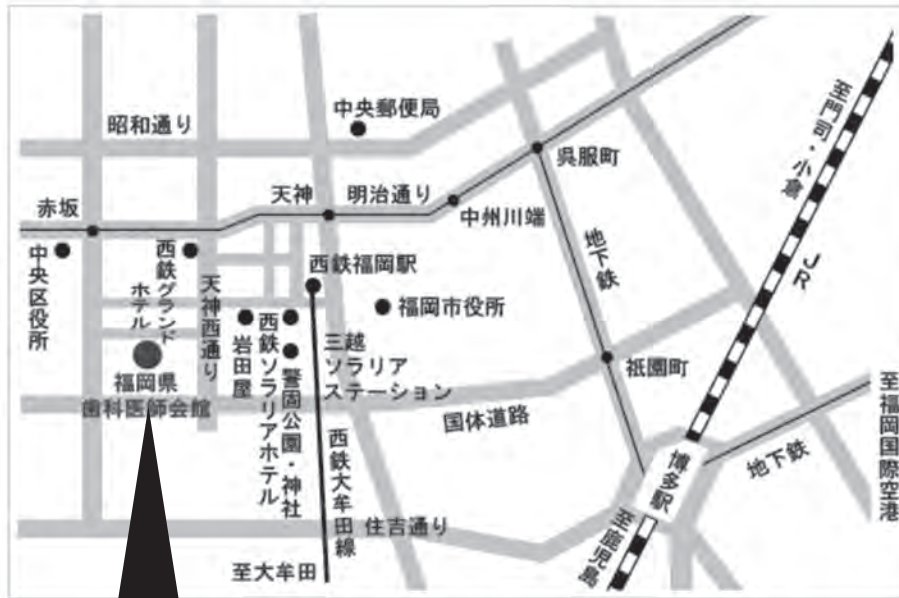 中央郵便局
昭和通り
至門司・小倉
呉服町
天神
明治通り
赤坂
中州川端
地下鉄
JR
中央区役所
西鉄グランド
ホテル
天神西通り
西鉄福岡駅
福岡市役所
岩田屋
西鉄ソラリアホテル
警固公園・神社
三越
ソラリア
ステーション
祇園町
福岡県
歯科医師会館
国体道路
至福岡国際空港
地下鉄
博多駅
西鉄大牟田線
住吉通り
至鹿児島
至大牟田